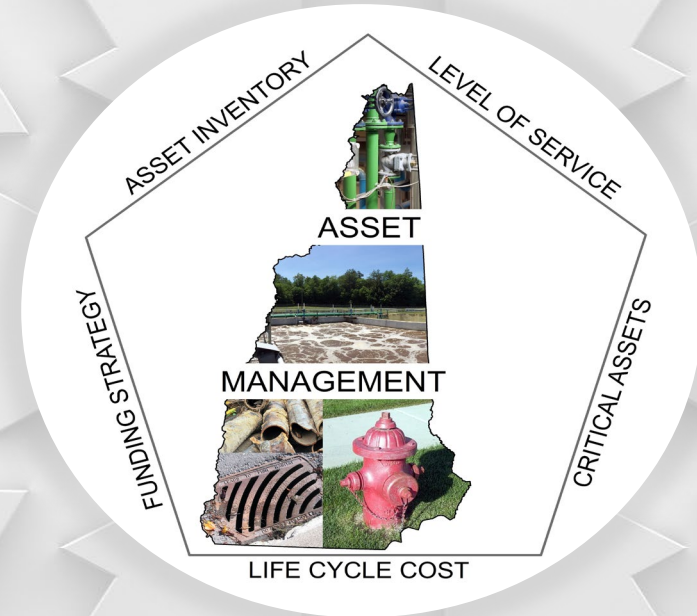 ASSET INVENTORY
LEVEL OF SERVICE
ASSET
MANAGEMENT
FUNDING STRATEGY
CRITICAL ASSETS
LIFE CYCLE COST